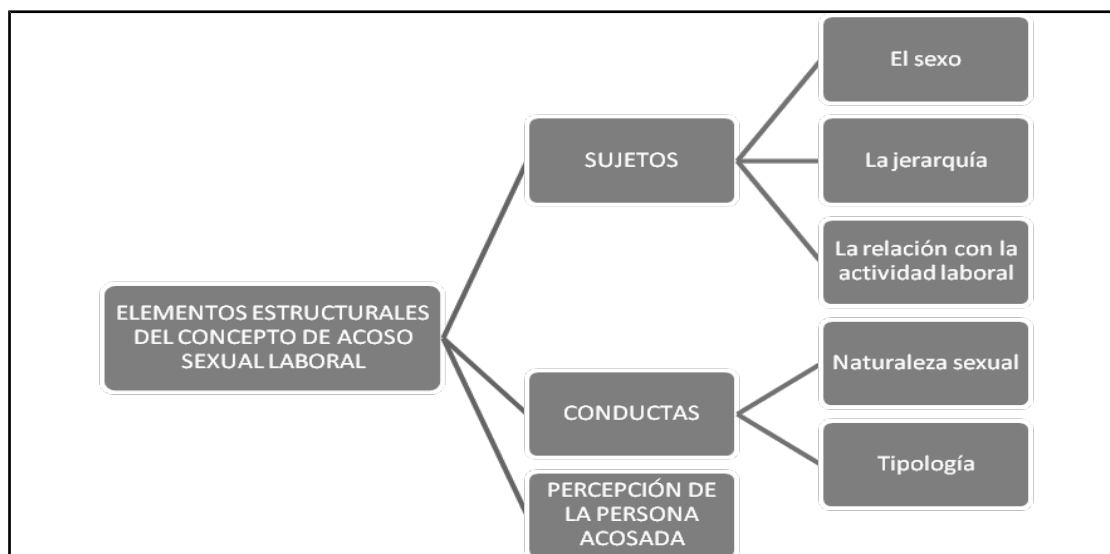 ELEMENTOS ESTRUCTURALES
DEL CONCEPTO DE ACOSO
SEXUAL LABORAL
SUJETOS
El sexo
La jerarquía
La relación con la
actividad laboral
CONDUCTAS
Naturaleza sexual
Tipología
PERCEPCIÓN DE
LA PERSONA
ACOSADA